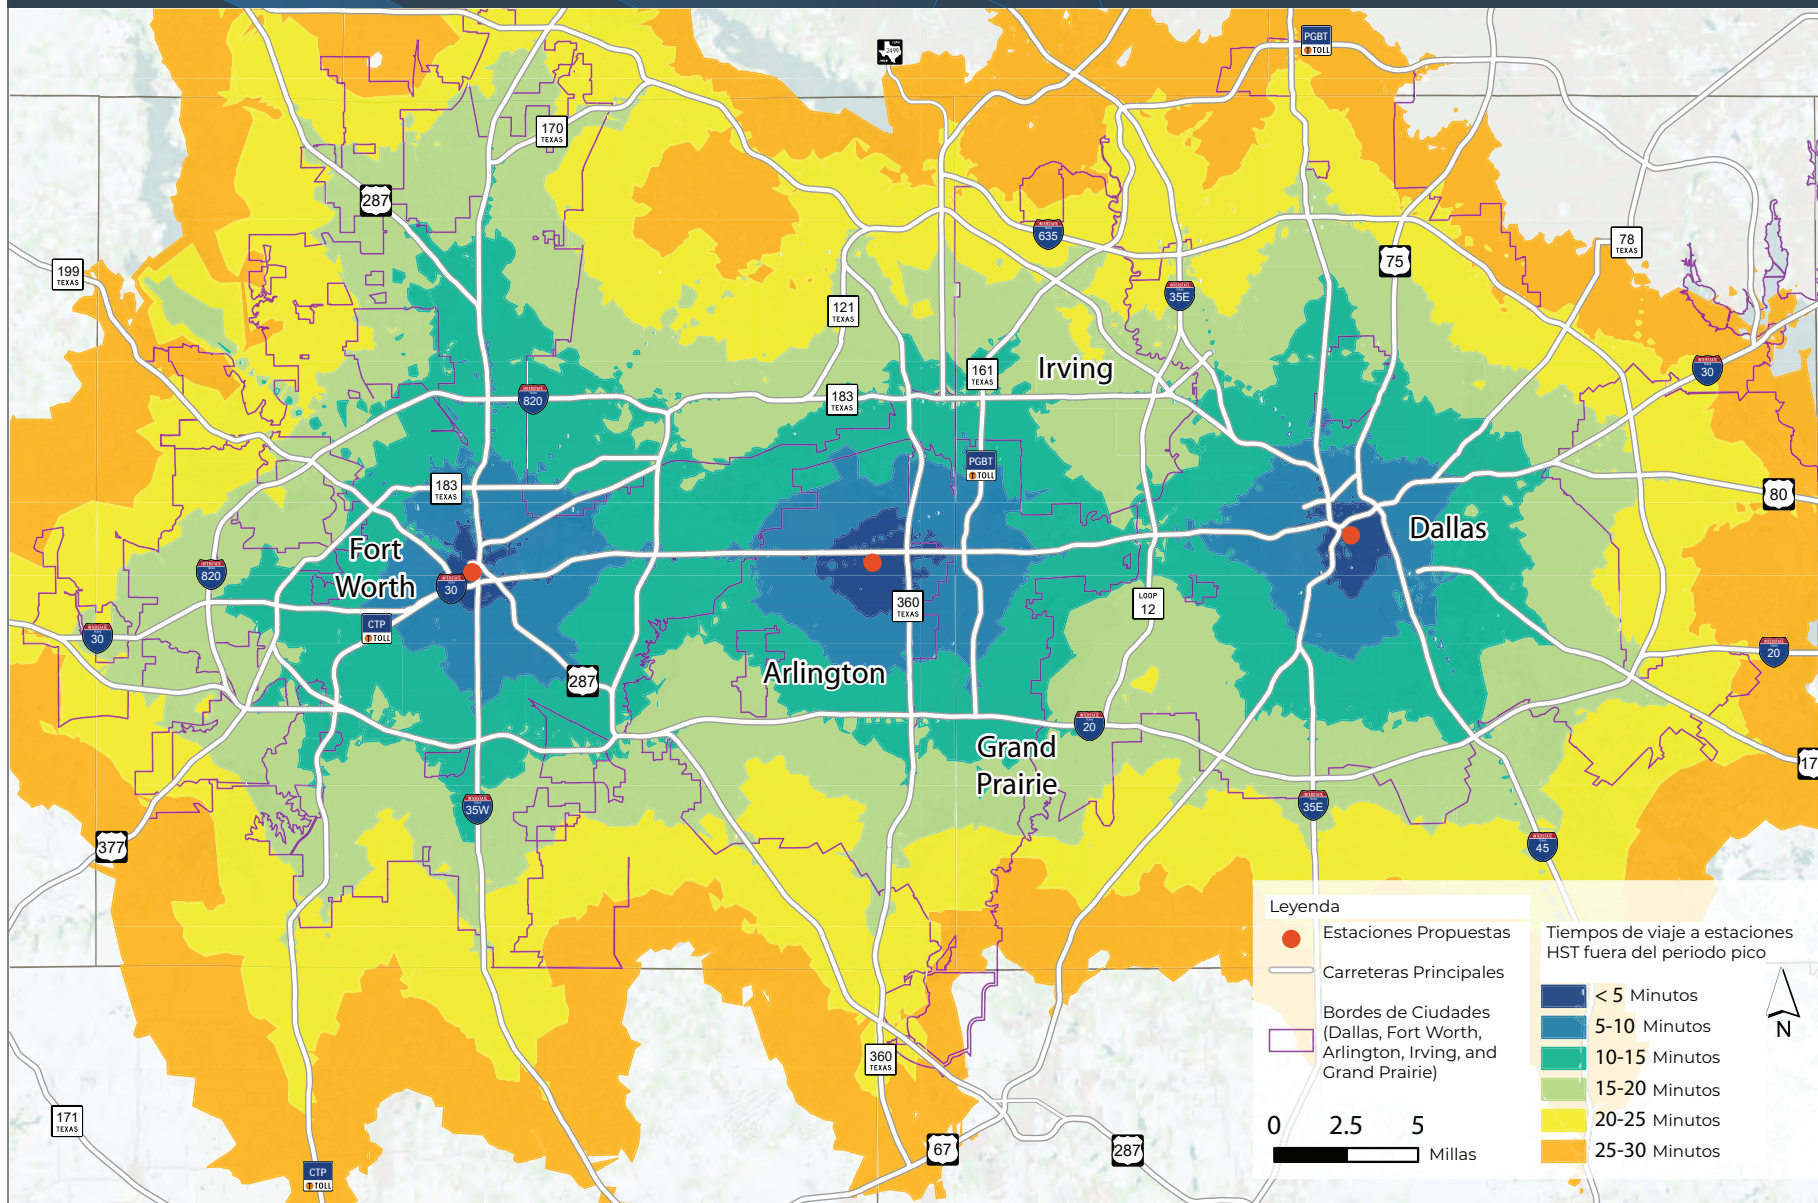 2499
PGBT
TOLL
170
TEXAS
287
199
TEXAS
635
78
TEXAS
75
35E
121
TEXAS
161
TEXAS
Irving
30
820
183
TEXAS
PGBT
TOLL
183
TEXAS
80
Dallas
Fort
Worth
820
30
CTP
TOLL
30
360
TEXAS
LOOP
12
287
Arlington
20
20
Grand
Prairie
17
35W
35E
377
45
360
TEXAS
171
TEXAS
67
287
CTP
TOLL
Leyenda
Estaciones Propuestas
Carreteras Principales
Bordes de Ciudades
(Dallas, Fort Worth,
Arlington, Irving, and
Grand Prairie)
0 2.5 5
Millas
Tiempos de viaje a estaciones
HST fuera del periodo pico
< 5 Minutos
5-10 Minutos
10-15 Minutos
15-20 Minutos
20-25 Minutos
25-30 Minutos
N